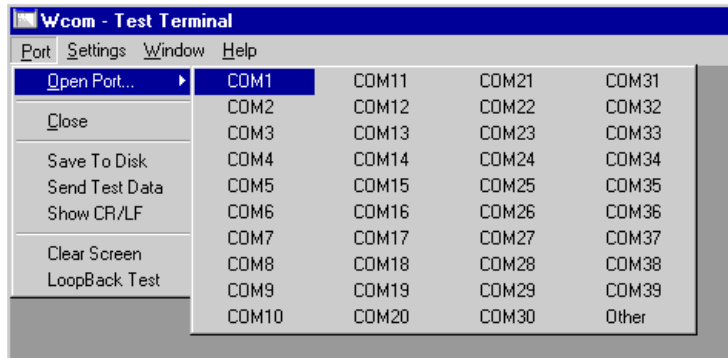 Wcom - Test Terminal
Port Settings Window Help
Open Port... COM1 COM11 COM21 COM31
COM2 COM12 COM22 COM32
Close COM3 COM13 COM23 COM33
Save To Disk COM4 COM14 COM24 COM34
Send Test Data COM5 COM15 COM25 COM35
Show CR/LF COM6 COM16 COM26 COM36
COM7 COM17 COM27 COM37
Clear Screen COM8 COM18 COM28 COM38
LoopBack Test COM9 COM19 COM29 COM39
COM10 COM20 COM30 Other